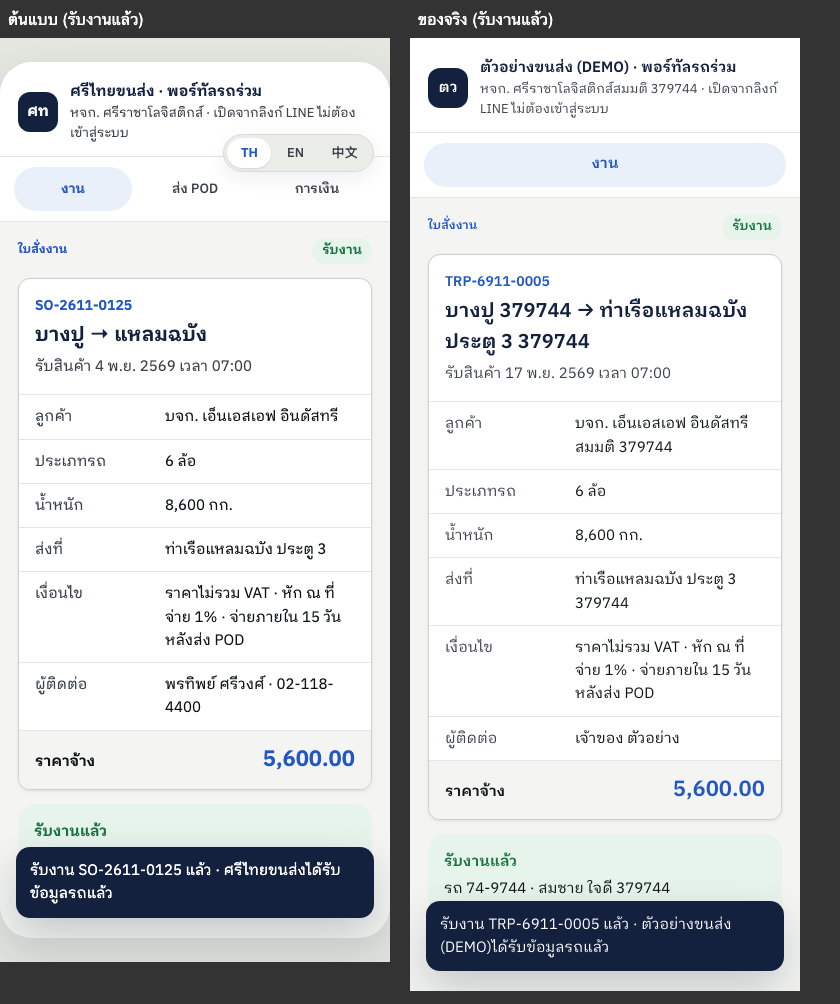 ต้นแบบ (รับงานแล้ว)
ศท
ศรีไทยขนส่ง · พอร์ทัลรถร่วม
หจก. ศรีราชาโลจิสติกส์ · เปิดจากลิงก์ LINE ไม่ต้อง
เข้าสู่ระบบ
TH
EN
中文
งาน
ส่ง POD
การเงิน
ใบสั่งงาน
รับงาน
SO-2611-0125
บางปู → แหลมฉบัง
รับสินค้า 4 พ.ย. 2569 เวลา 07:00
ลูกค้า
บจก. เอ็นเอสเอฟ อินดัสทรี
ประเภทรถ
6 ล้อ
น้ำหนัก
8,600 กก.
ส่งที่
ท่าเรือแหลมฉบัง ประตู 3
เงื่อนไข
ราคาไม่รวม VAT · หัก ณ ที่
จ่าย 1% · จ่ายภายใน 15 วัน
หลังส่ง POD
ผู้ติดต่อ
พรทิพย์ ศรีวงศ์ · 02-118-
4400
ราคาจ้าง
5,600.00
รับงานแล้ว
รับงาน SO-2611-0125 แล้ว · ศรีไทยขนส่งได้รับ
ข้อมูลรถแล้ว
ของจริง (รับงานแล้ว)
ตว
ตัวอย่างขนส่ง (DEMO) · พอร์ทัลรถร่วม
หจก. ศรีราชาโลจิสติกส์สมมติ 379744 · เปิดจากลิงก์
LINE ไม่ต้องเข้าสู่ระบบ
งาน
ใบสั่งงาน
รับงาน
TRP-6911-0005
บางปู 379744 → ท่าเรือแหลมฉบัง
ประตู 3 379744
รับสินค้า 17 พ.ย. 2569 เวลา 07:00
ลูกค้า
บจก. เอ็นเอสเอฟ อินดัสทรี
สมมติ 379744
ประเภทรถ
6 ล้อ
น้ำหนัก
8,600 กก.
ส่งที่
ท่าเรือแหลมฉบัง ประตู 3
379744
เงื่อนไข
ราคาไม่รวม VAT · หัก ณ ที่
จ่าย 1% · จ่ายภายใน 15 วัน
หลังส่ง POD
ผู้ติดต่อ
เจ้าของ ตัวอย่าง
ราคาจ้าง
5,600.00
รับงานแล้ว
รถ 74-9744 · สมชาย ใจดี 379744
รับงาน TRP-6911-0005 แล้ว · ตัวอย่างขนส่ง
(DEMO)ได้รับข้อมูลรถแล้ว